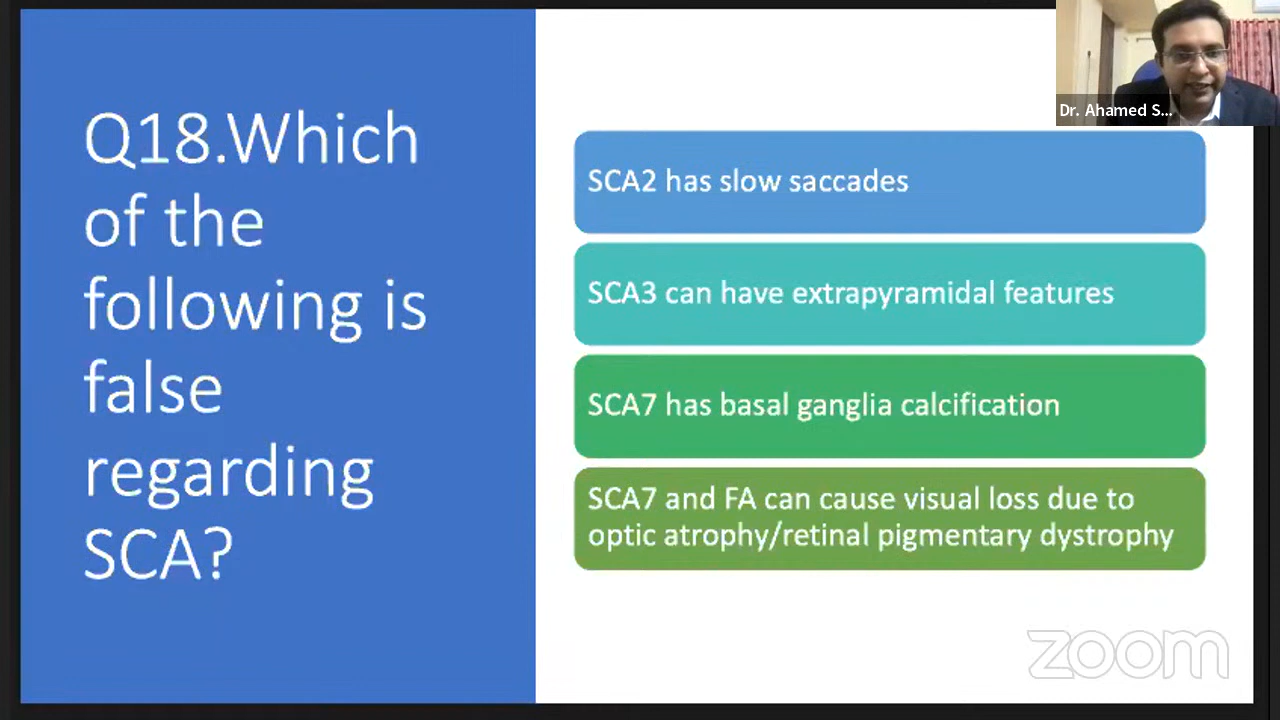 Q18.Which
of the
following is
false
regarding
SCA?
SCA2 has slow saccades
SCA3 can have extrapyramidal features
SCA7 has basal ganglia calcification
SCA7 and FA can cause visual loss due to
optic atrophy/retinal pigmentary dystrophy
Dr. Ahamed S...
zoom